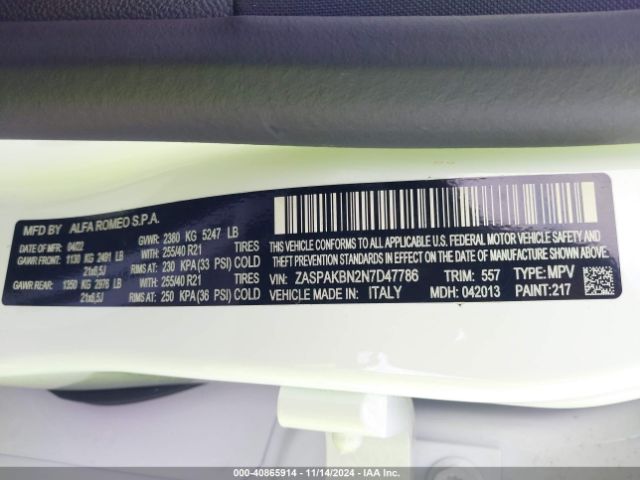 MFD BY ALFA ROMEO S.P.A.
DATE OF MFR: 04/22 GVWR: 2380 KG 5247 LB
GAWR FRONT: 1130 KG 2491 LB WITH: 255/40 R21 TIRES
21x8,5J RIMS AT: 230 KPA (33 PSI) COLD
GAWR REAR: 1350 KG 2976 LB WITH: 255/40 R21 TIRES
21x8,5J RIMS AT: 250 KPA (36 PSI) COLD
THIS VEHICLE CONFORMS TO ALL APPLICABLE U.S. FEDERAL MOTOR VEHICLE SAFETY AND
THEFT PREVENTION STANDARDS IN EFFECT ON THE DATE OF MANUFACTURE SHOWN ABOVE
VIN: ZASPAKBN2N7D47786 TRIM: 557 TYPE: MPV
VEHICLE MADE IN: ITALY MDH: 042013 PAINT: 217
000-40865914 | 11/14/2024 | IAA Inc.